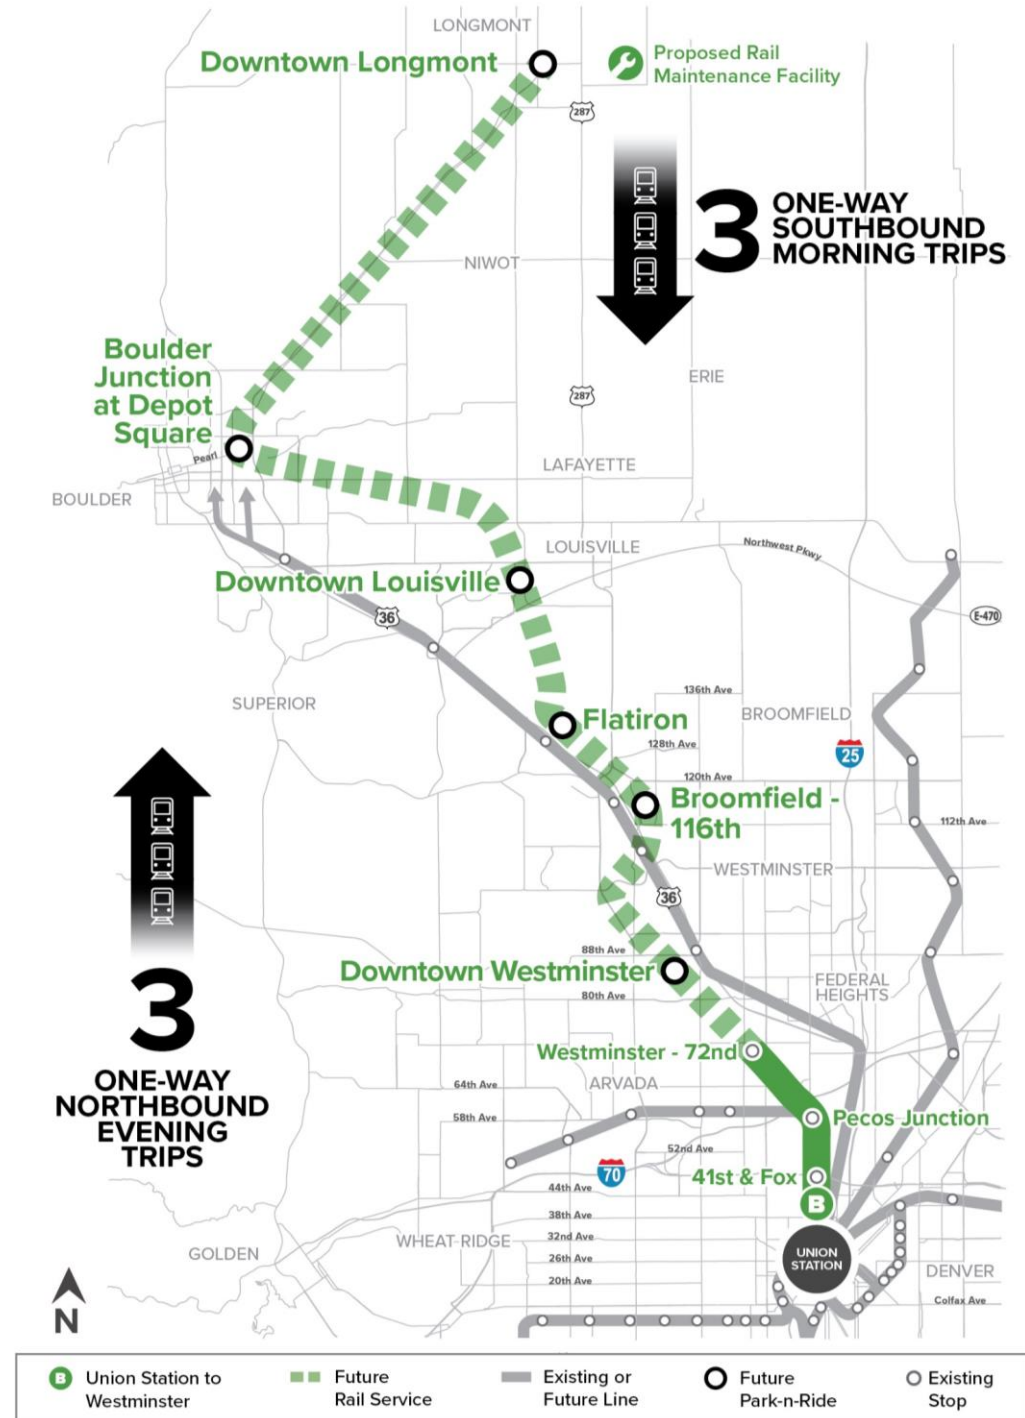 LONGMONT
Downtown Longmont
Proposed Rail
Maintenance Facility
287
3
ONE-WAY
SOUTHBOUND
MORNING TRIPS
NIWOT
Boulder
Junction
at Depot
Square
ERIE
287
Pearl
LAFAYETTE
BOULDER
LOUISVILLE
Northwest Pkwy
Downtown Louisville
36
E-470
SUPERIOR
136th Ave
BROOMFIELD
Flatiron
128th Ave
25
120th Ave
Broomfield -
116th
112th Ave
WESTMINSTER
36
88th Ave
Downtown Westminster
80th Ave
FEDERAL
HEIGHTS
3
ONE-WAY
NORTHBOUND
EVENING
TRIPS
Westminster - 72nd
64th Ave
ARVADA
58th Ave
Pecos Junction
52nd Ave
70
41st & Fox
44th Ave
B
38th Ave
WHEAT RIDGE
32nd Ave
GOLDEN
26th Ave
UNION
STATION
20th Ave
DENVER
Colfax Ave
N
B
Union Station to
Westminster
Future
Rail Service
Existing or
Future Line
Future
Park-n-Ride
Existing
Stop